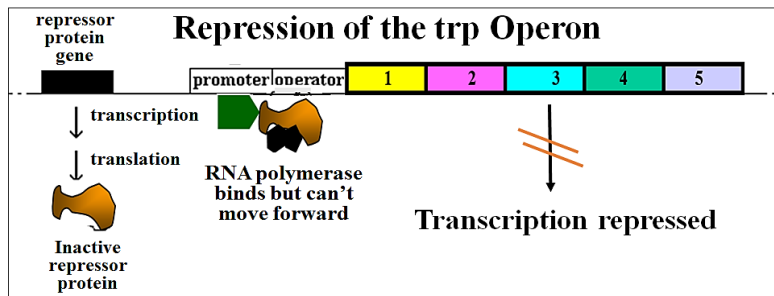 Repression of the trp Operon
repressor
protein
gene
promoter operator 1 2 3 4 5
transcription
translation
Inactive
repressor
protein
RNA polymerase
binds but can't
move forward
Transcription repressed